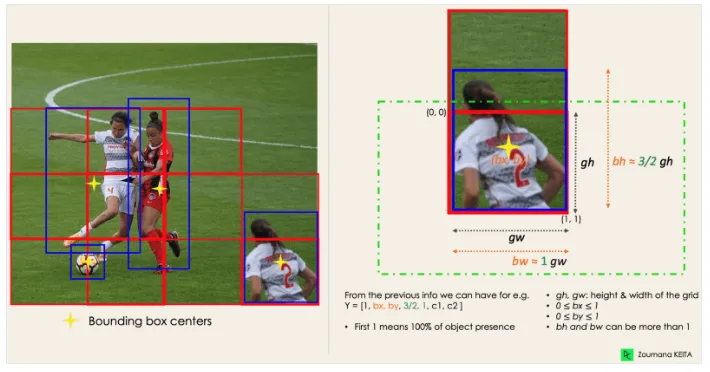 Bounding box centers
4
2
(0, 0)
(bx, by)
2
gh
bh ≈ 3/2 gh
(1, 1)
gw
bw ≈ 1 gw
From the previous info we can have for e.g.
Y = [1, bx, by, 3/2, 1, c1, c2 ]
• First 1 means 100% of object presence
• gh, gw: height & width of the grid
• 0 ≤ bx ≤ 1
• 0 ≤ by ≤ 1
• bh and bw can be more than 1
Zoumana KEITA